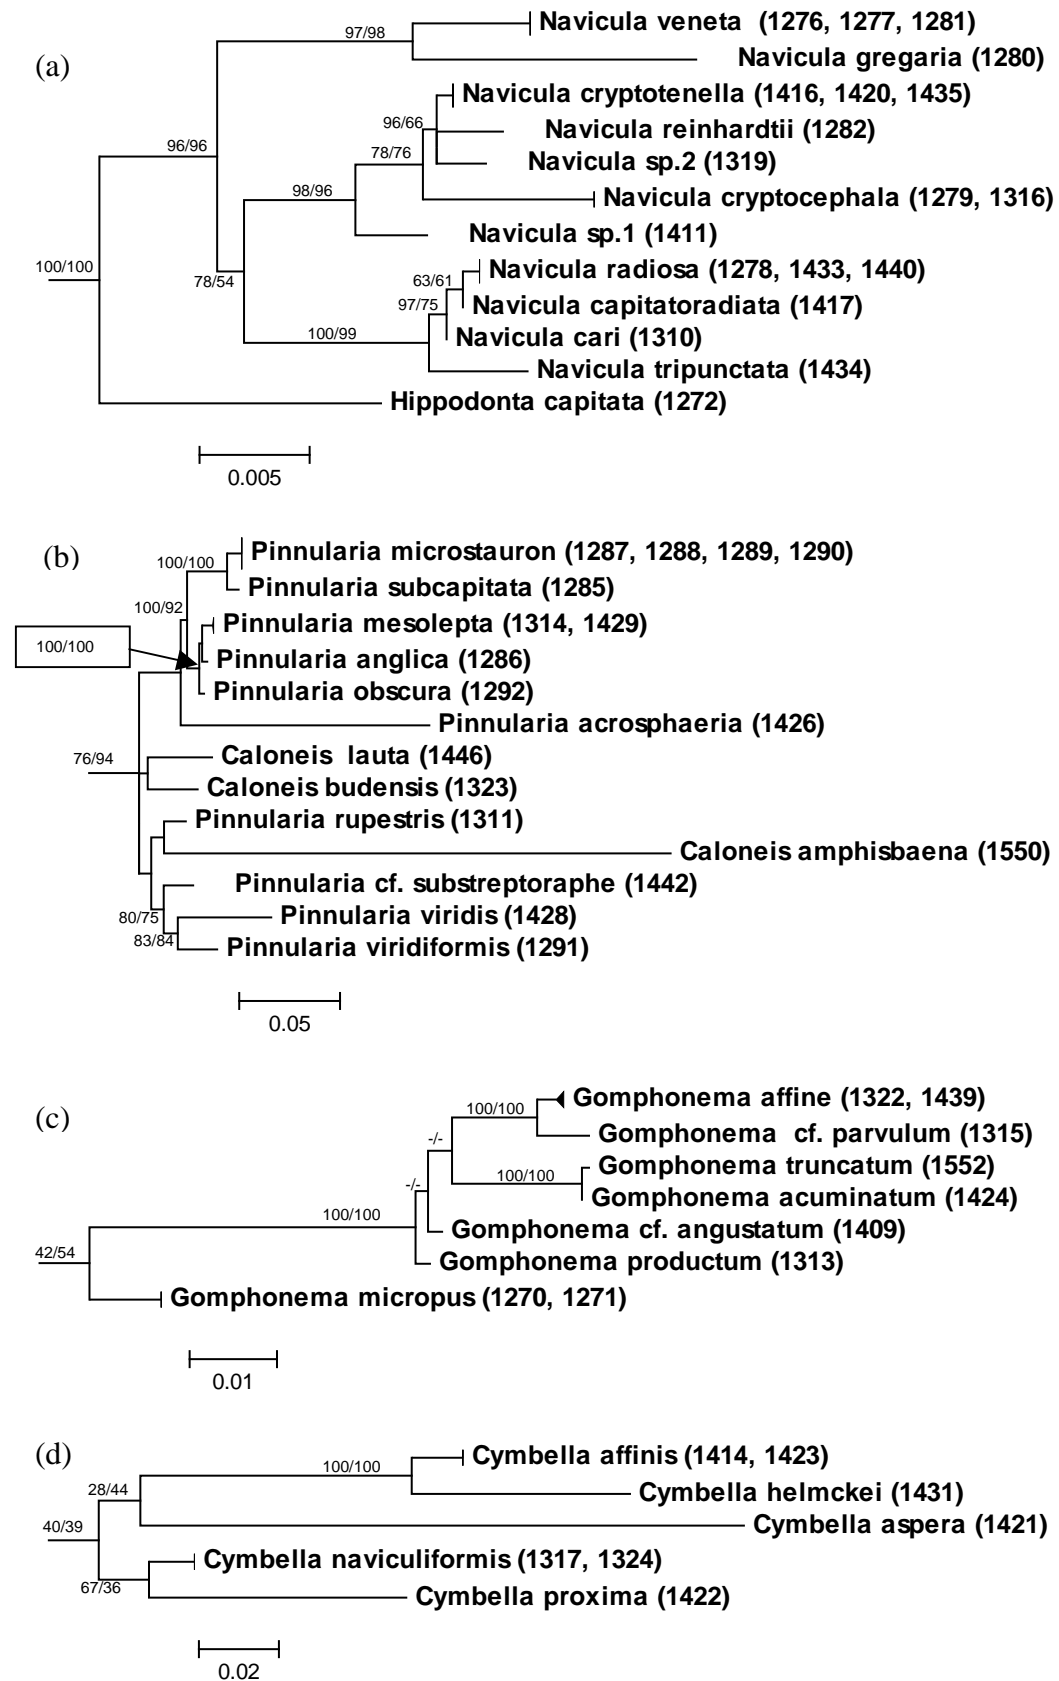 97/98
Navicula veneta (1276, 1277, 1281)
(a)
Navicula gregaria (1280)
Navicula cryptotenella (1416, 1420, 1435)
96/66
Navicula reinhardtii (1282)
96/96
78/76
Navicula sp.2 (1319)
98/96
Navicula cryptocephala (1279, 1316)
Navicula sp.1 (1411)
100/100
78/54
63/61
Navicula radiosa (1278, 1433, 1440)
97/75
Navicula capitatoradiata (1417)
100/99
Navicula cari (1310)
Navicula tripunctata (1434)
Hippodonta capitata (1272)
0.005
(b)
100/100
Pinnularia microstauron (1287, 1288, 1289, 1290)
Pinnularia subcapitata (1285)
100/92
Pinnularia mesolepta (1314, 1429)
100/100
Pinnularia anglica (1286)
Pinnularia obscura (1292)
Pinnularia acrosphaeria (1426)
76/94
Caloneis lauta (1446)
Caloneis budensis (1323)
Pinnularia rupestris (1311)
Caloneis amphisbaena (1550)
Pinnularia cf. substreptoraphe (1442)
80/75
Pinnularia viridis (1428)
83/84
Pinnularia viridiformis (1291)
0.05
(c)
100/100
Gomphonema affine (1322, 1439)
Gomphonema cf. parvulum (1315)
-/-
Gomphonema truncatum (1552)
100/100
-/-
Gomphonema acuminatum (1424)
100/100
Gomphonema cf. angustatum (1409)
42/54
Gomphonema productum (1313)
Gomphonema micropus (1270, 1271)
0.01
(d)
100/100
Cymbella affinis (1414, 1423)
28/44
Cymbella helmckei (1431)
40/39
Cymbella aspera (1421)
Cymbella naviculiformis (1317, 1324)
67/36
Cymbella proxima (1422)
0.02